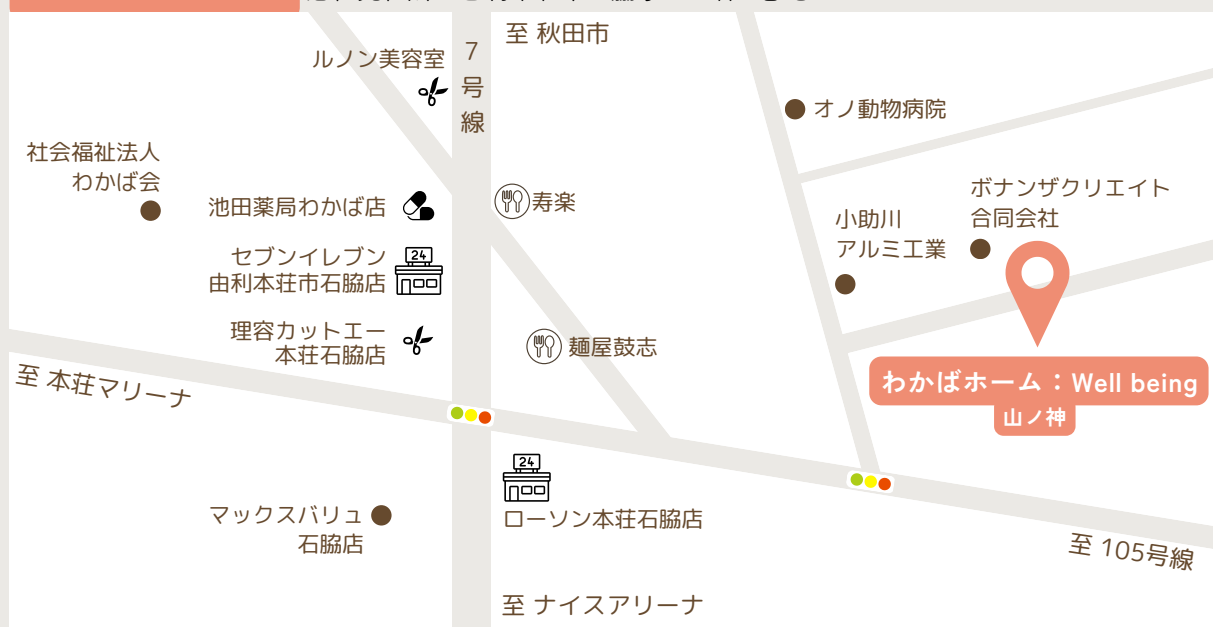 至 秋田市
7号線
ルノン美容室
オノ動物病院
社会福祉法人
わかば会
池田薬局わかば店
寿楽
ボナンザクリエイト
合同会社
小助川
アルミ工業
24
セブンイレブン
由利本荘市石脇店
理容カットエー
本荘石脇店
麺屋鼓志
至 本荘マリーナ
わかばホーム：Well being
山ノ神
24
ローソン本荘石脇店
マックスバリュ
石脇店
至 105号線
至 ナイスアリーナ